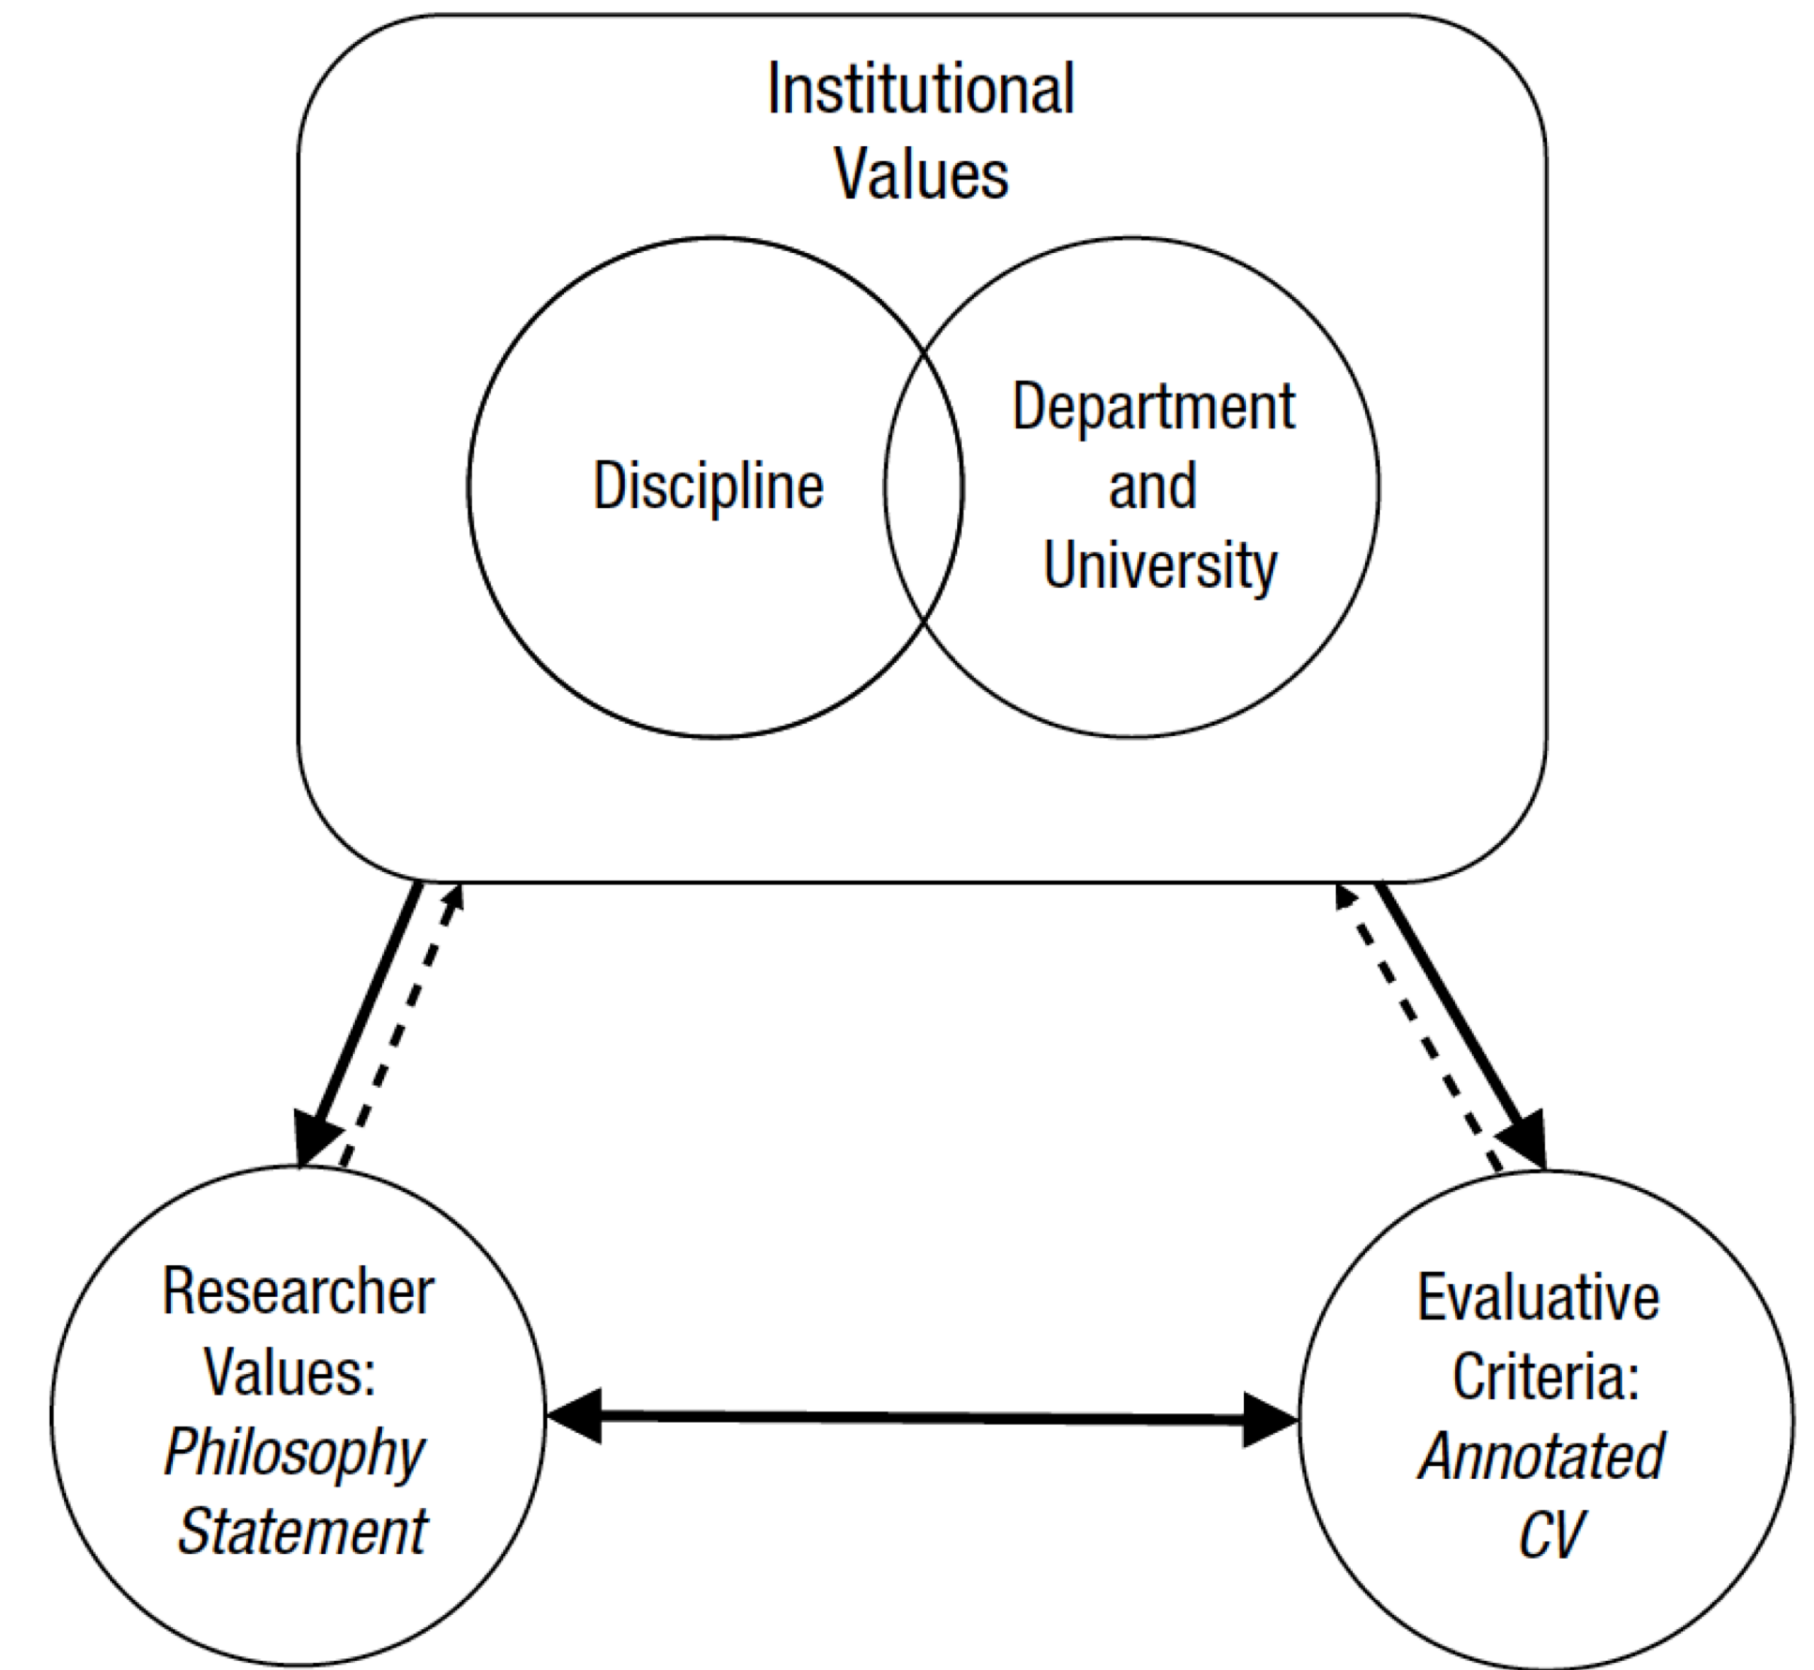 Institutional
Values
Discipline
Department
and
University
Researcher
Values:
Philosophy
Statement
Evaluative
Criteria:
Annotated
CV